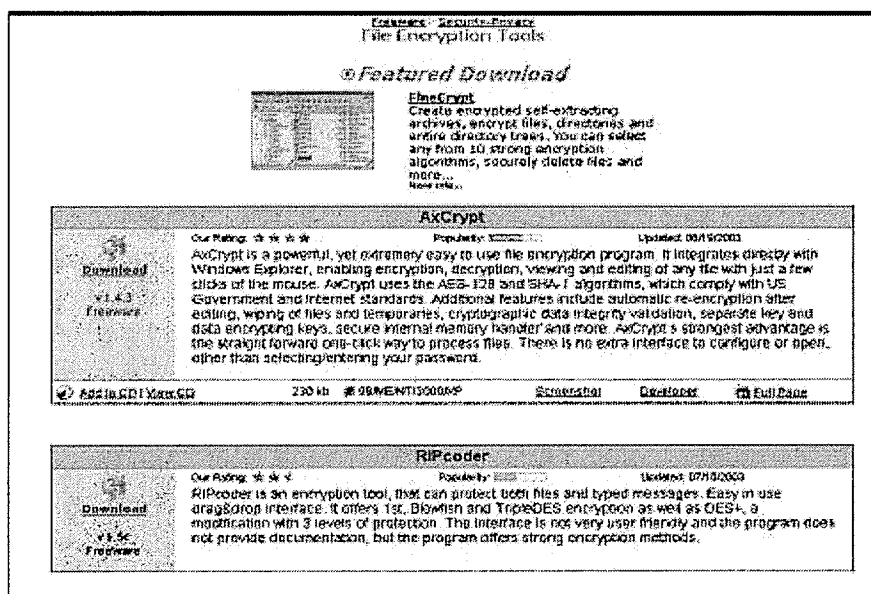 Freeware Security-Privacy
File Encryption Tools
Featured Download
FineCrypt
Create encrypted self-extracting
archives, encrypt files, directories and
entire directory trees. You can select
any from 10 strong encryption
algorithms, securely delete files and
more...
AxCrypt
Our Rating: Popularity: Updated:
AxCrypt is a powerful, yet extremely easy to use file encryption program. It integrates directly with
Windows Explorer, enabling encryption, decryption, viewing and editing of any file with just a few
clicks of the mouse. AxCrypt uses the AES-128 and SHA-1 algorithms, which comply with US
Government and Internet standards. Additional features include automatic re-encryption after
editing, wiping of files and temporaries, cryptographic data integrity validation, separate key and
data encrypting keys, secure internal memory handler and more. AxCrypt's strongest advantage is
the straight forward one-click way to process files. There is no extra interface to configure or open,
other than selecting/entering your password.
Download
v1.4.3
Freeware
Add to CD | View CD 230 kb Screenshot Developer Full Page
RIPcoder
Our Rating: Popularity: Updated:
RIPcoder is an encryption tool, that can protect both files and typed messages. Easy in use
drag&drop interface. It offers 1st, Blowfish and TripleDES encryption as well as DES+, a
modification with 3 levels of protection. The interface is not very user friendly and the program does
not provide documentation, but the program offers strong encryption methods.
Download
Freeware